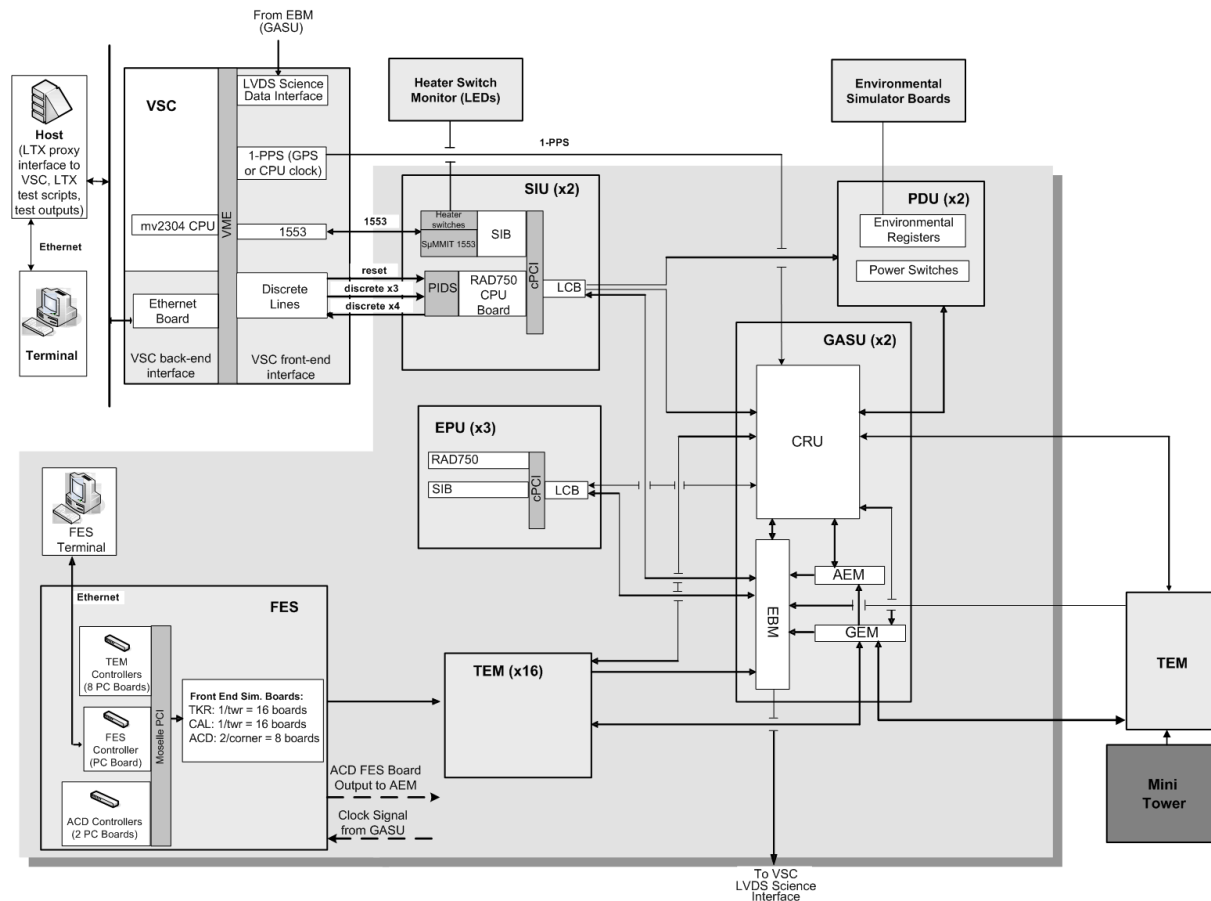 From EBM
(GASU)
VSC
LVDS Science
Data Interface
Heater Switch
Monitor (LEDs)
Environmental
Simulator Boards
Host
(LTX proxy
interface to
VSC, LTX
test scripts,
test outputs)
1-PPS (GPS
or CPU clock)
1-PPS
SIU (x2)
PDU (x2)
Environmental
Registers
Power Switches
mv2304 CPU
VME
1553
1553
Heater
switches
SμMMIT 1553
SIB
cPCI
LCB
Ethernet
Ethernet
Board
Discrete
Lines
reset
discrete x3
discrete x4
PIDS
RAD750
CPU
Board
Terminal
VSC back-end
interface
VSC front-end
interface
GASU (x2)
CRU
EPU (x3)
RAD750
SIB
cPCI
LCB
FES
Terminal
Ethernet
FES
AEM
EBM
GEM
TEM
Controllers
(8 PC Boards)
FES
Controller
(PC Board)
ACD Controllers
(2 PC Boards)
Moselle PCI
Front End Sim. Boards:
TKR: 1/twr = 16 boards
CAL: 1/twr = 16 boards
ACD: 2/corner = 8 boards
TEM (x16)
TEM
ACD FES Board
Output to AEM
Clock Signal
from GASU
Mini
Tower
To VSC
LVDS Science
Interface